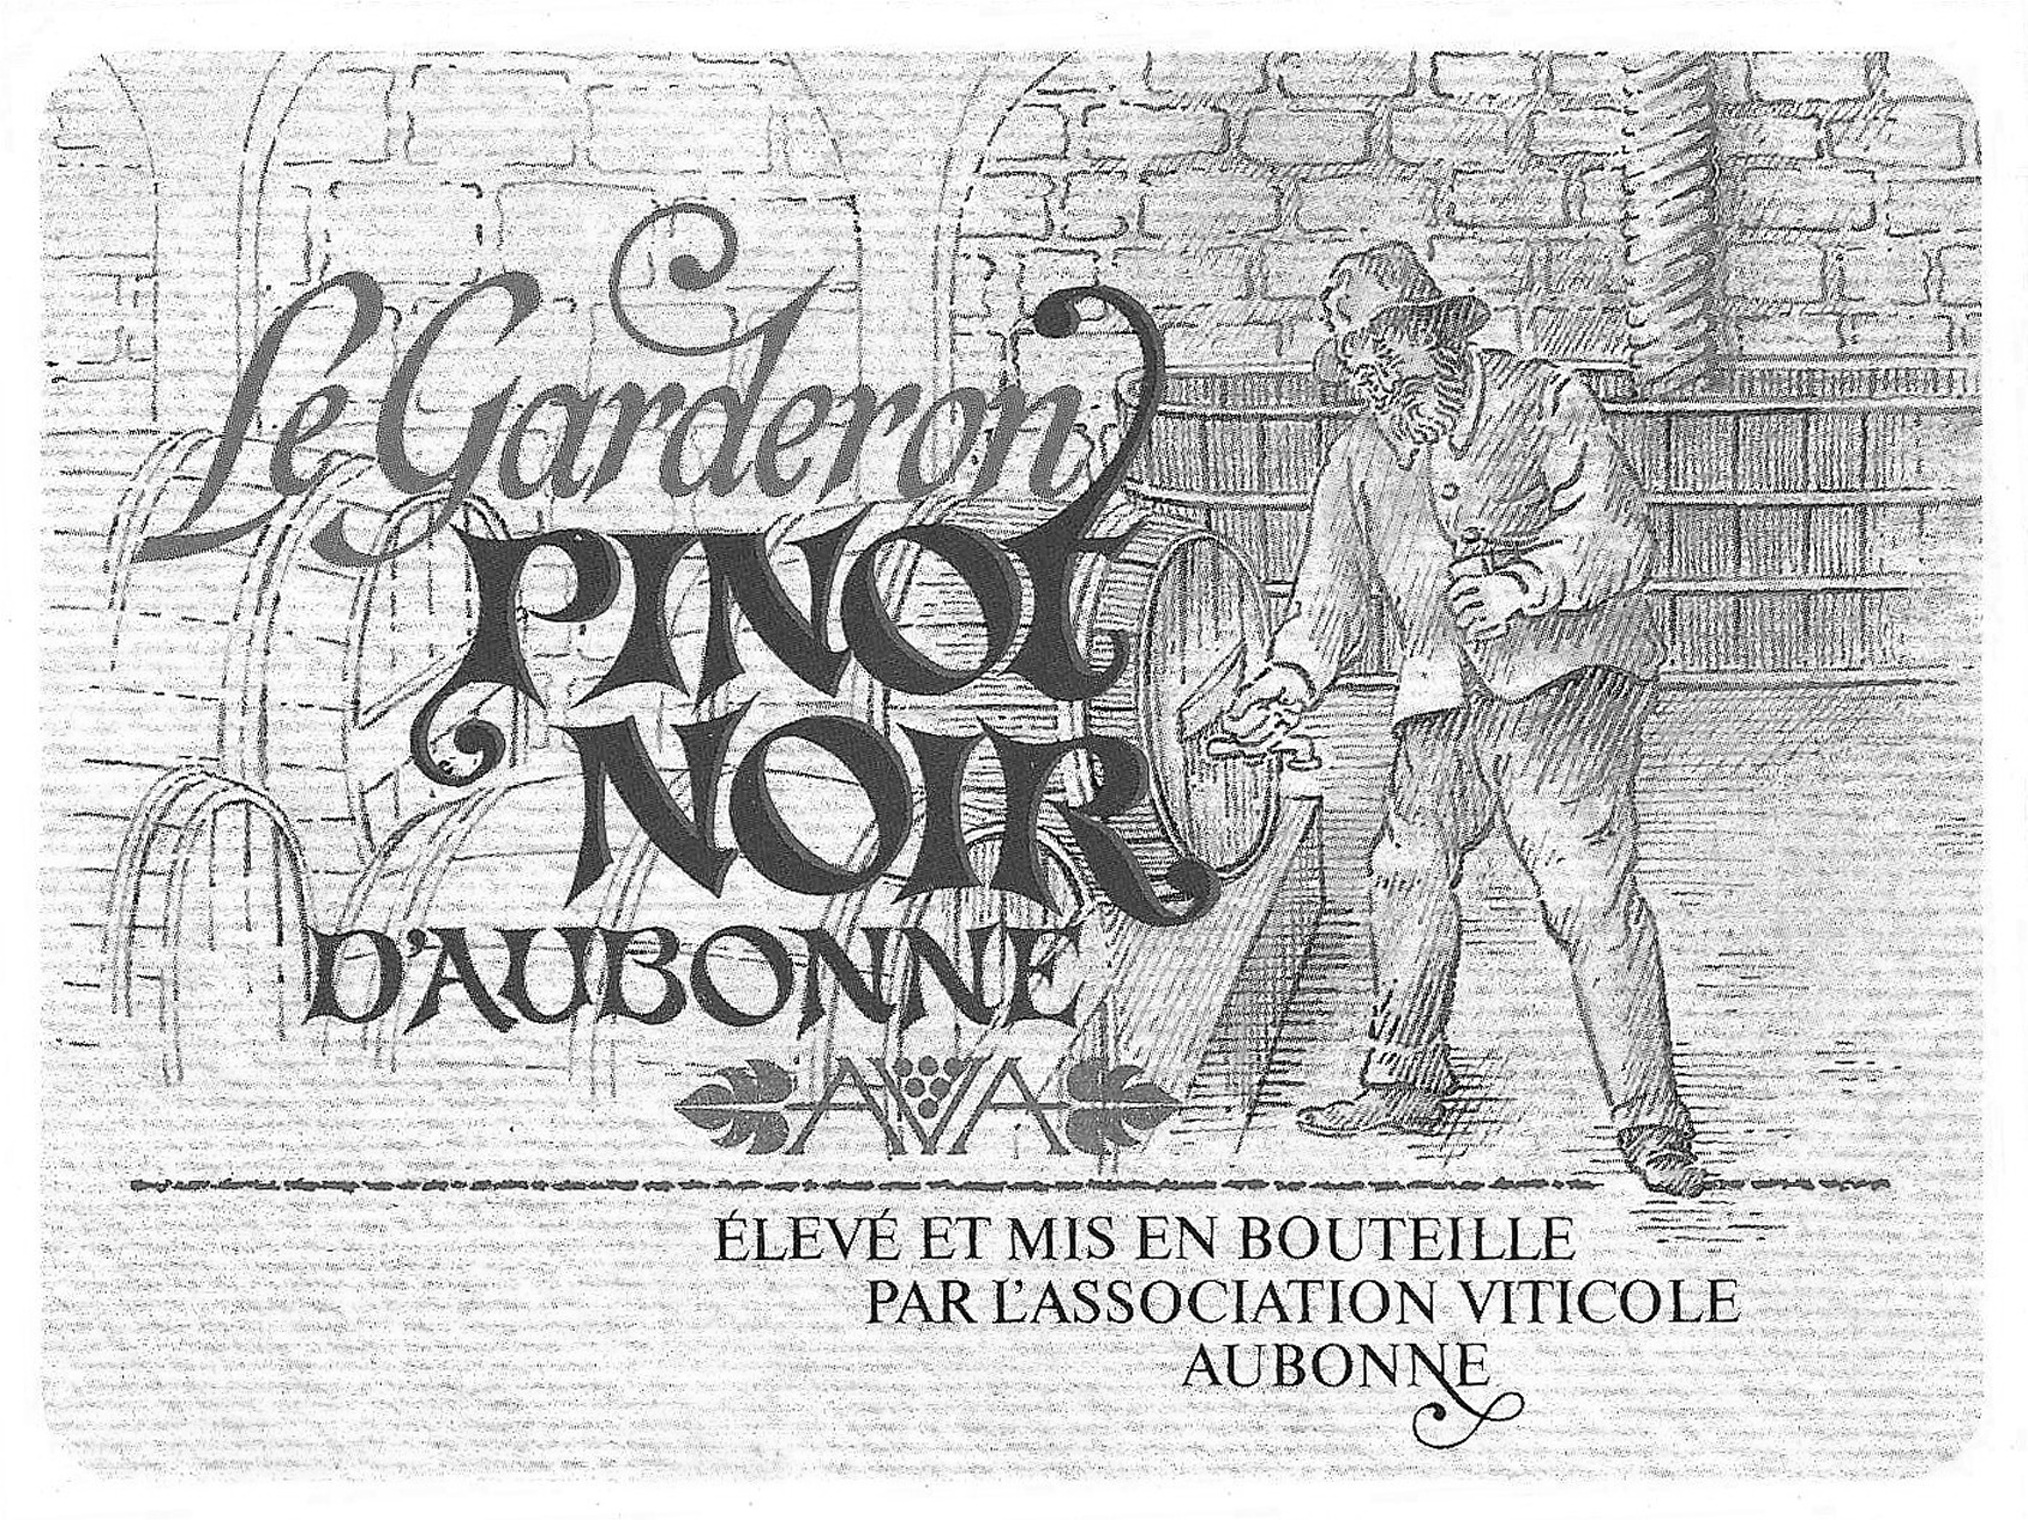 Le Garderon
PINOT
NOIR
D'AUBONNE
AVA
ÉLEVÉ ET MIS EN BOUTEILLE
PAR L'ASSOCIATION VITICOLE
AUBONNE